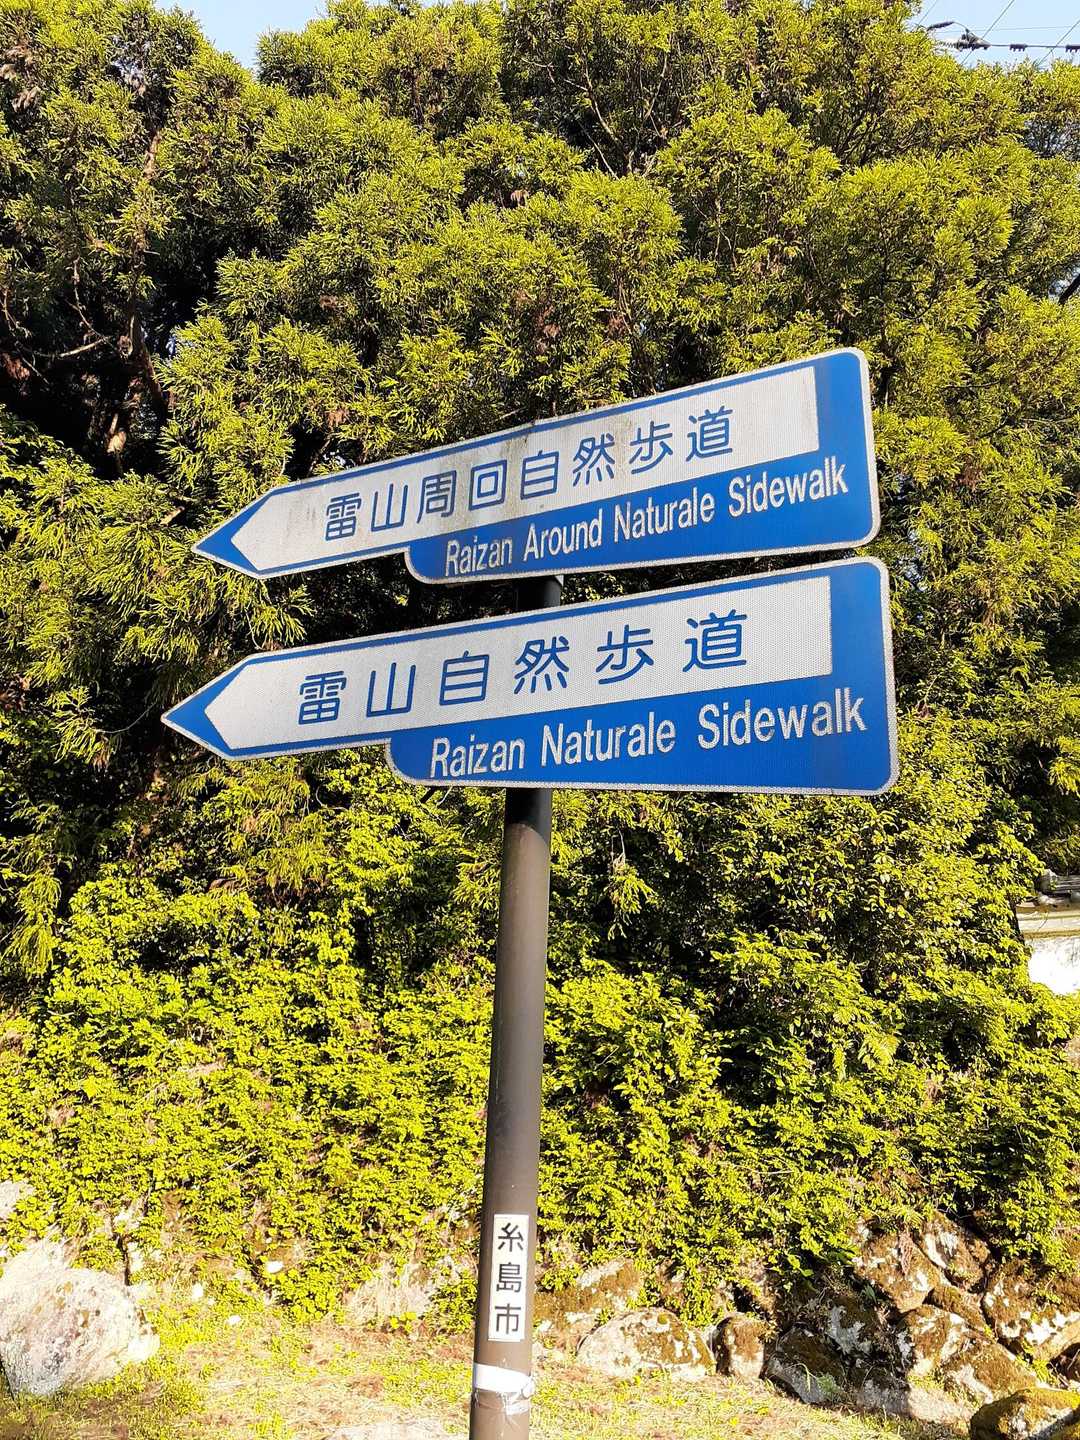 雷山周回自然歩道
Raizan Around Naturale Sidewalk
雷山自然歩道
Raizan Naturale Sidewalk
糸島市